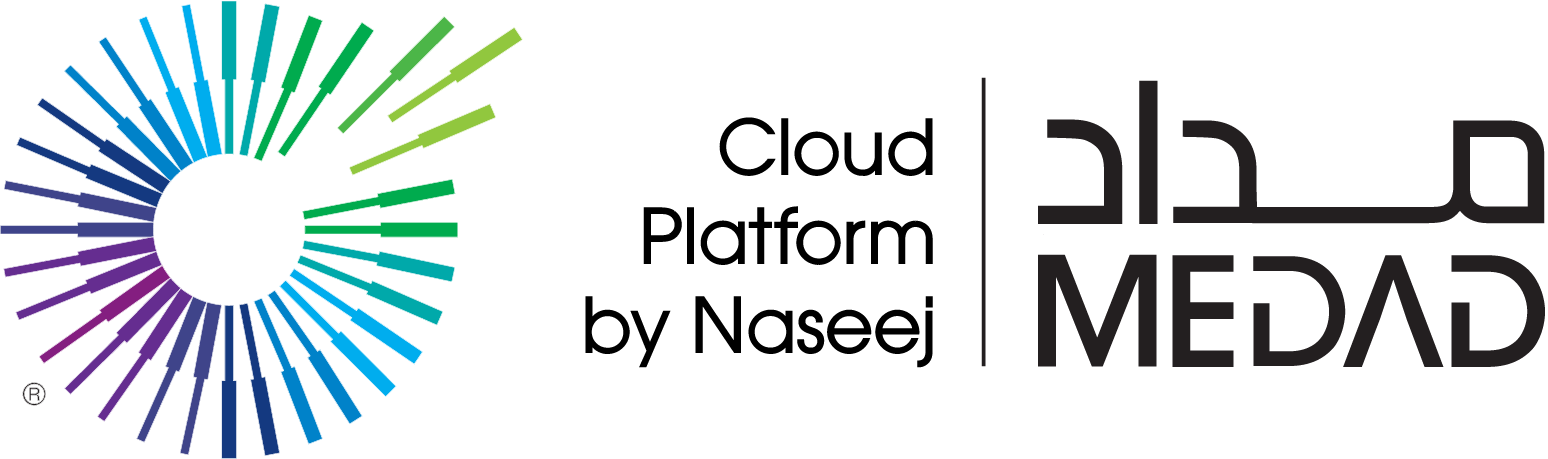 ®
Cloud
Platform
by Naseej
مداد
MEDAD